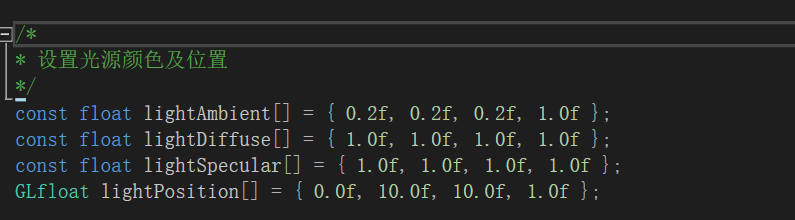 /*
* 设置光源颜色及位置
*/
const float lightAmbient[] = { 0.2f, 0.2f, 0.2f, 1.0f };
const float lightDiffuse[] = { 1.0f, 1.0f, 1.0f, 1.0f };
const float lightSpecular[] = { 1.0f, 1.0f, 1.0f, 1.0f };
GLfloat lightPosition[] = { 0.0f, 10.0f, 10.0f, 1.0f };